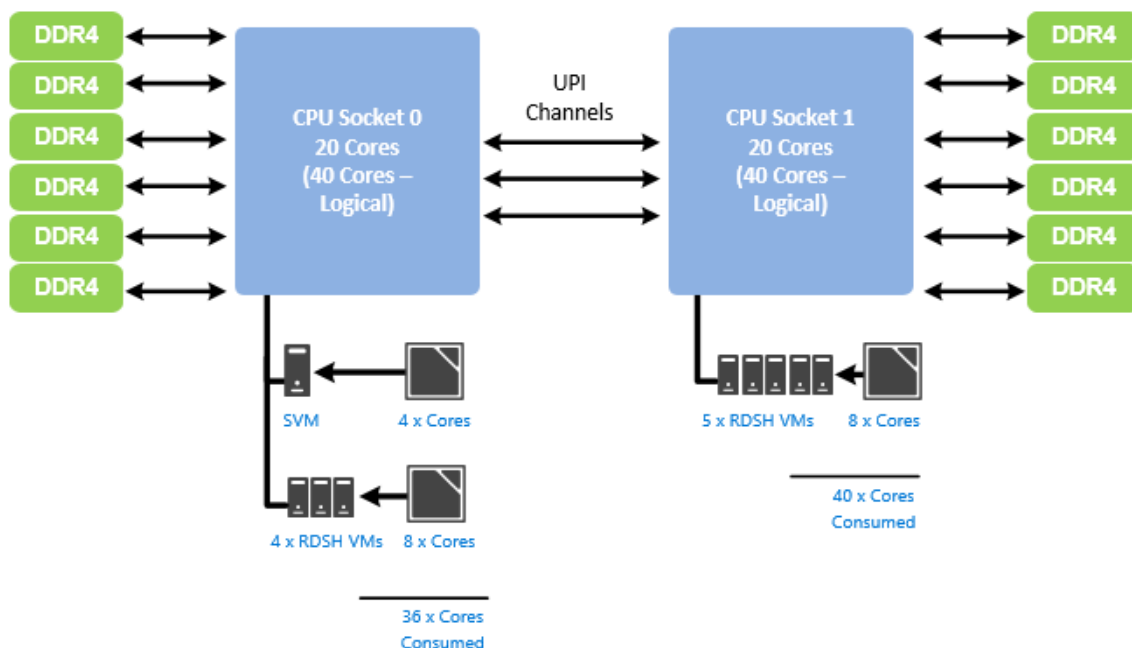 DDR4
DDR4
DDR4
DDR4
DDR4
DDR4
CPU Socket 0
20 Cores
(40 Cores –
Logical)
UPI
Channels
CPU Socket 1
20 Cores
(40 Cores –
Logical)
DDR4
DDR4
DDR4
DDR4
DDR4
DDR4
SVM
4 x Cores
4 x RDSH VMs
8 x Cores
36 x Cores
Consumed
5 x RDSH VMs
8 x Cores
40 x Cores
Consumed